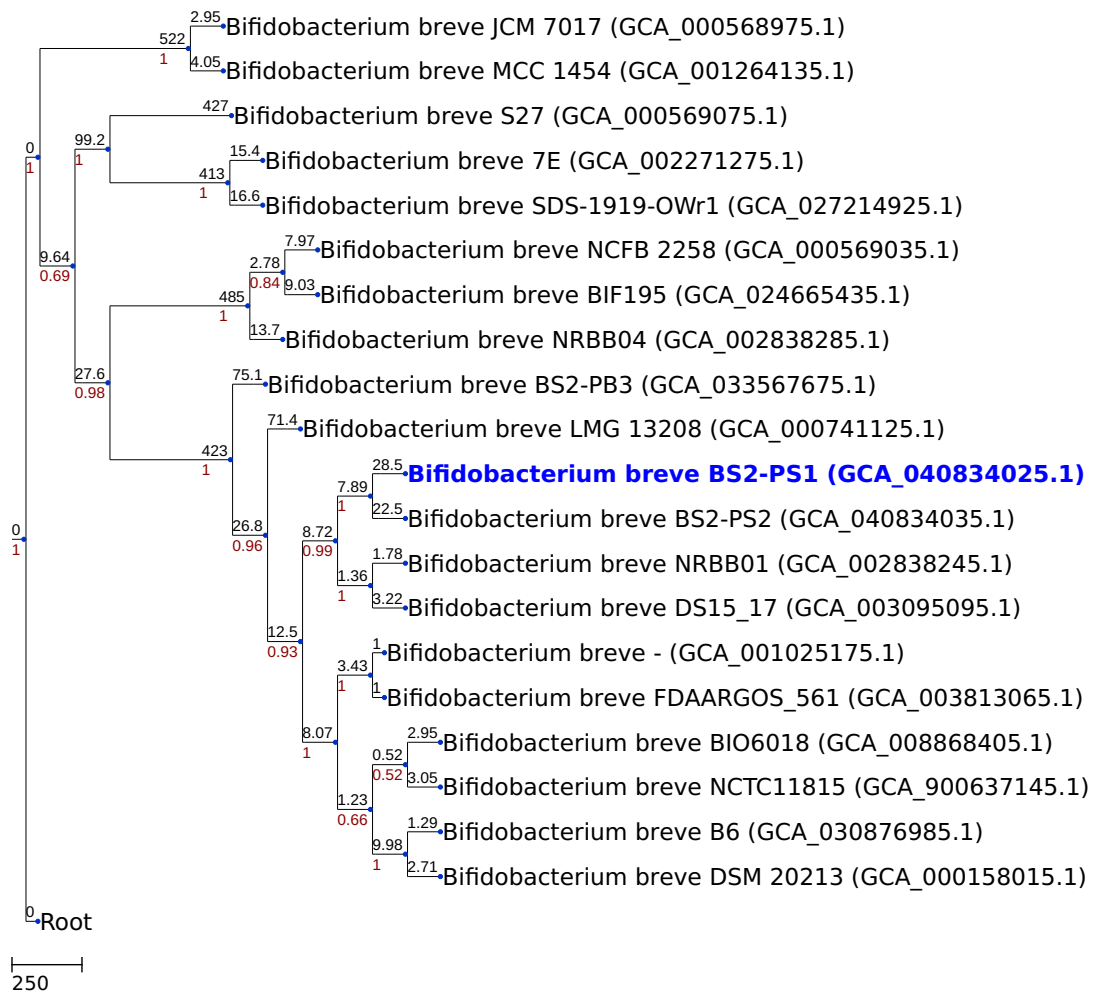 2.95
Bifidobacterium breve JCM 7017 (GCA_000568975.1)
522
1
4.05
Bifidobacterium breve MCC 1454 (GCA_001264135.1)
427
Bifidobacterium breve S27 (GCA_000569075.1)
99.2
1
0
1
15.4
Bifidobacterium breve 7E (GCA_002271275.1)
413
1
16.6
Bifidobacterium breve SDS-1919-OWr1 (GCA_027214925.1)
7.97
Bifidobacterium breve NCFB 2258 (GCA_000569035.1)
9.64
0.69
2.78
0.84
9.03
Bifidobacterium breve BIF195 (GCA_024665435.1)
485
1
13.7
Bifidobacterium breve NRBB04 (GCA_002838285.1)
27.6
0.98
75.1
Bifidobacterium breve BS2-PB3 (GCA_033567675.1)
71.4
Bifidobacterium breve LMG 13208 (GCA_000741125.1)
423
1
28.5
Bifidobacterium breve BS2-PS1 (GCA_040834025.1)
7.89
1
22.5
Bifidobacterium breve BS2-PS2 (GCA_040834035.1)
0
1
26.8
0.96
8.72
0.99
1.78
Bifidobacterium breve NRBB01 (GCA_002838245.1)
1.36
1
3.22
Bifidobacterium breve DS15_17 (GCA_003095095.1)
12.5
0.93
1
Bifidobacterium breve - (GCA_001025175.1)
3.43
1
1
Bifidobacterium breve FDAARGOS_561 (GCA_003813065.1)
8.07
1
2.95
Bifidobacterium breve BIO6018 (GCA_008868405.1)
0.52
0.52
3.05
Bifidobacterium breve NCTC11815 (GCA_900637145.1)
1.23
0.66
1.29
Bifidobacterium breve B6 (GCA_030876985.1)
9.98
1
2.71
Bifidobacterium breve DSM 20213 (GCA_000158015.1)
0
Root
250